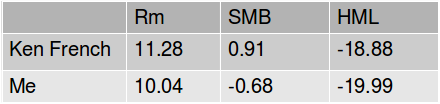 Rm SMB HML
Ken French 11.28 0.91 -18.88
Me 10.04 -0.68 -19.99